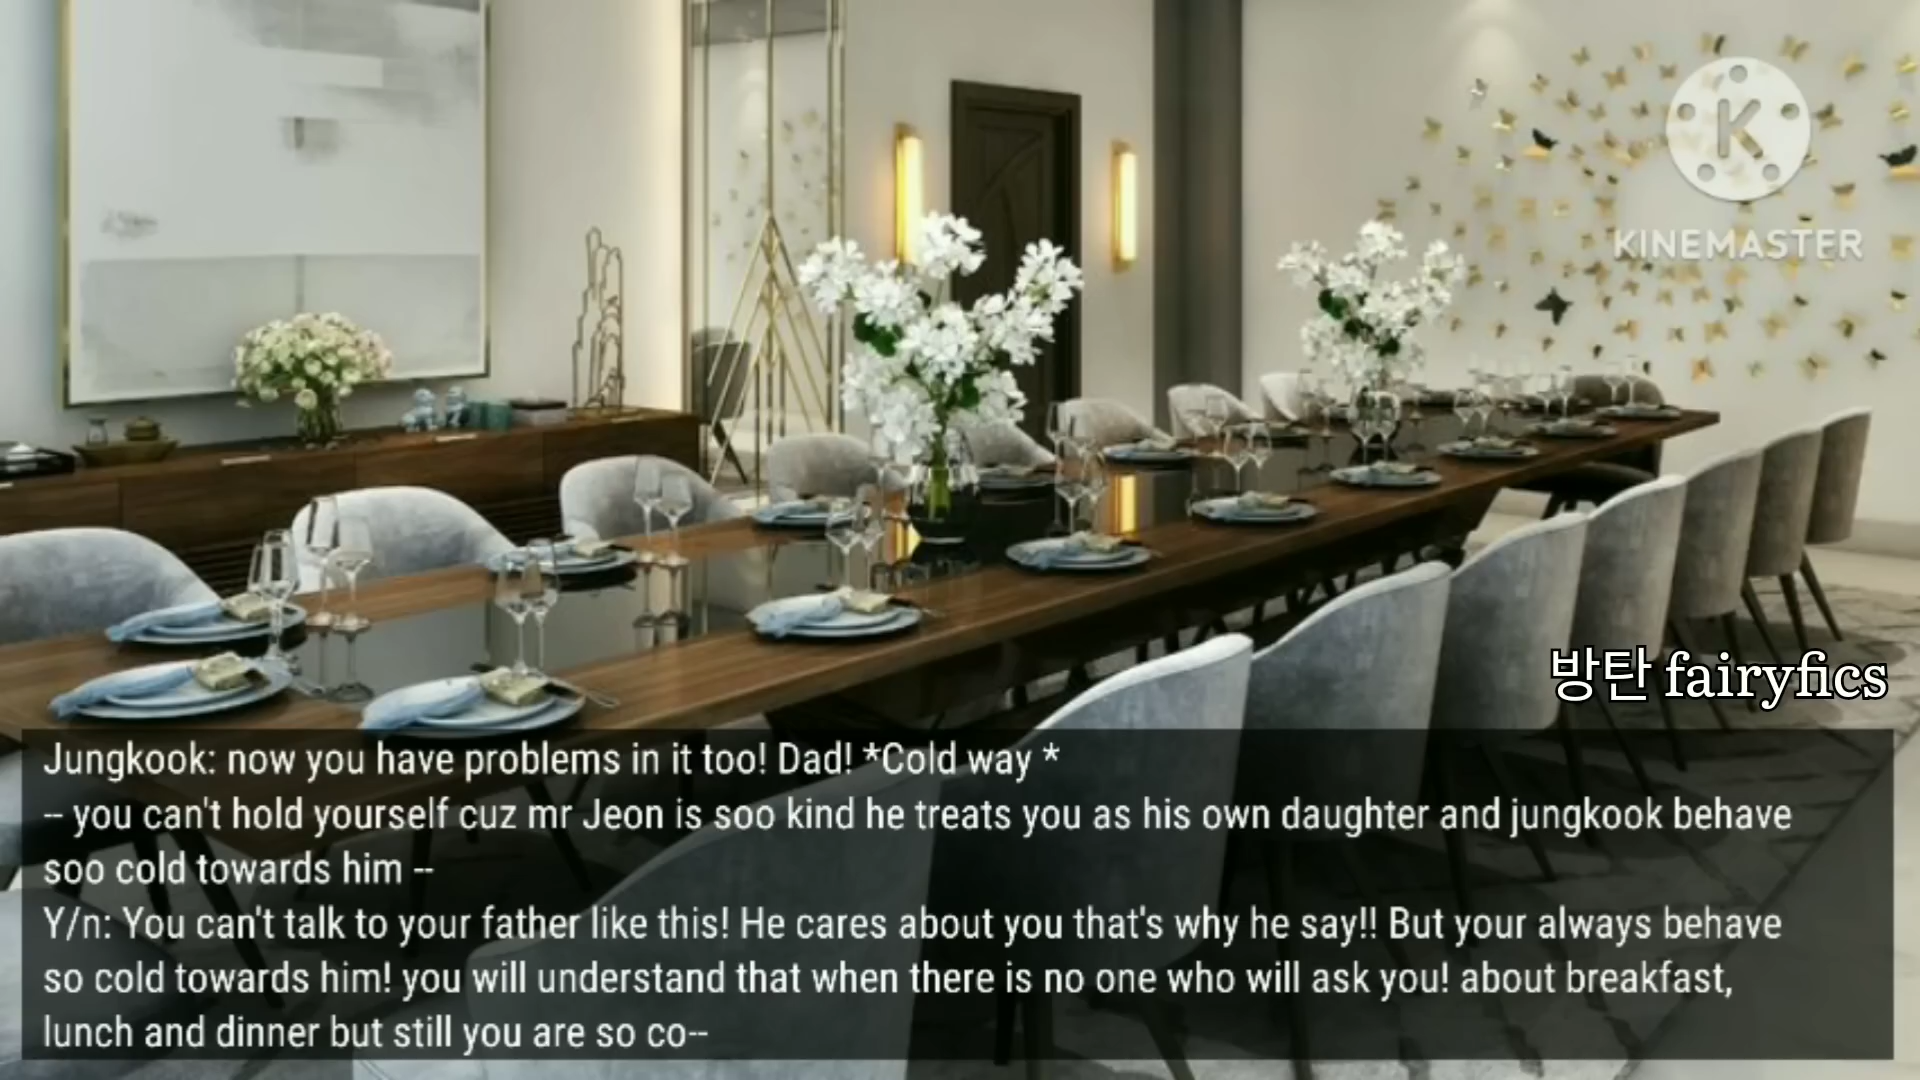 KINEMASTER
방탄 fairyfics
Jungkook: now you have problems in it too! Dad! *Cold way *
-- you can't hold yourself cuz mr Jeon is soo kind he treats you as his own daughter and jungkook behave
soo cold towards him --
Y/n: You can't talk to your father like this! He cares about you that's why he say!! But your always behave
so cold towards him! you will understand that when there is no one who will ask you! about breakfast,
lunch and dinner but still you are so co--